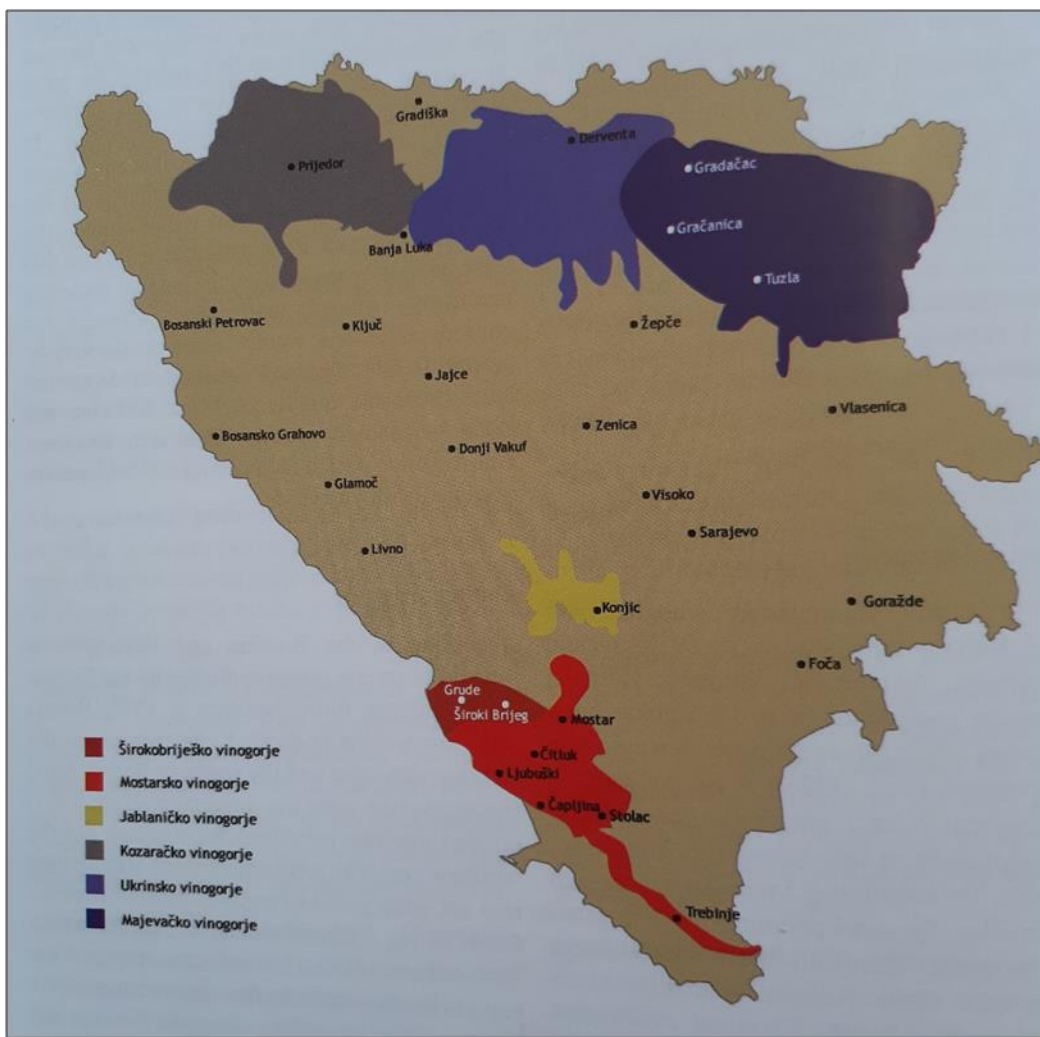 Gradiška
Derventa
Prijedor
Gradačac
Gračanica
Banja Luka
Tuzla
Bosanski Petrovac
Ključ
Žepče
Jajce
Vlasenica
Bosansko Grahovo
Zenica
Donji Vakuf
Glamoč
Visoko
Sarajevo
Livno
Konjic
Goražde
Foča
Grude
Široki Brijeg
Mostar
Čitluk
Ljubuški
Čapljina
Stolac
Trebinje
Širokobriješko vinogorje
Mostarsko vinogorje
Jablaničko vinogorje
Kozaračko vinogorje
Ukrinsko vinogorje
Majevačko vinogorje